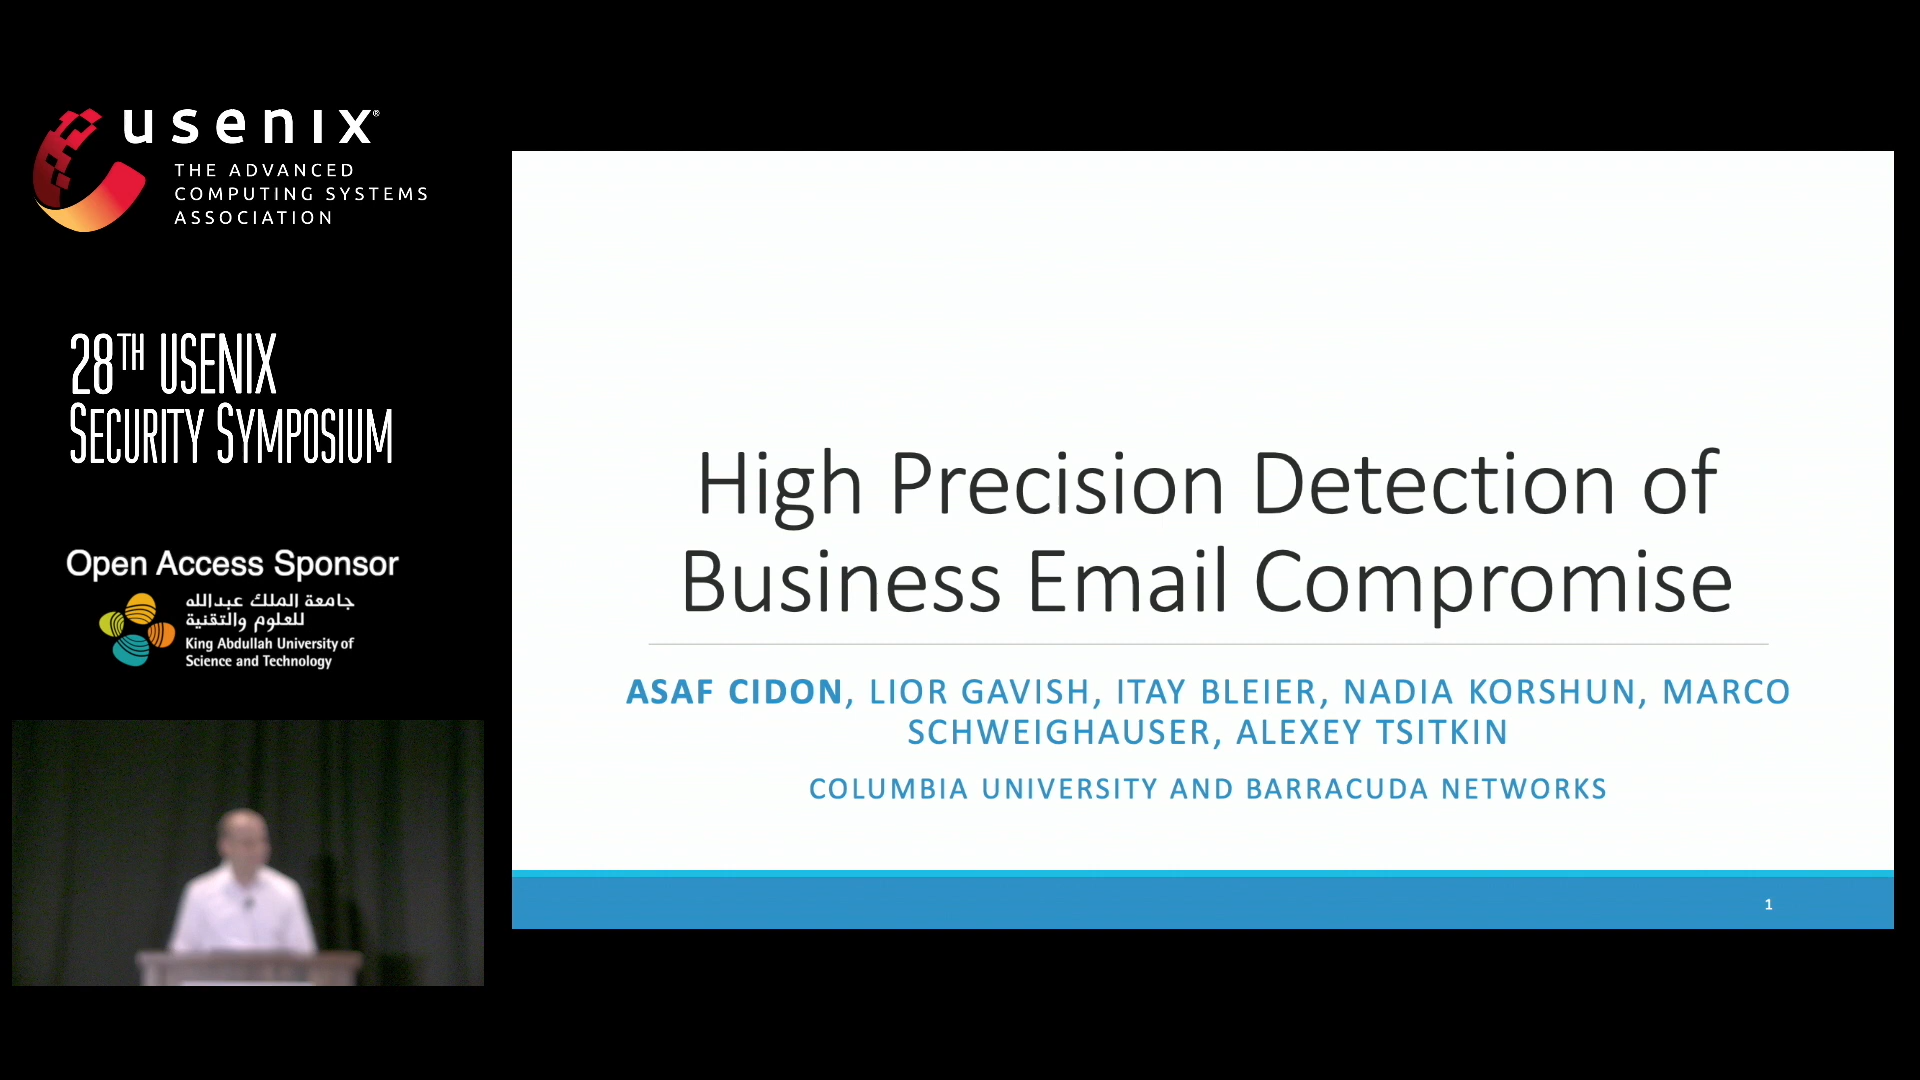 usenix®
THE ADVANCED
COMPUTING SYSTEMS
ASSOCIATION
28TH USENIX
SECURITY SYMPOSIUM
Open Access Sponsor
جامعة الملك عبدالله
للعلوم والتقنية
King Abdullah University of
Science and Technology
High Precision Detection of
Business Email Compromise
ASAF CIDON, LIOR GAVISH, ITAY BLEIER, NADIA KORSHUN, MARCO
SCHWEIGHAUSER, ALEXEY TSITKIN
COLUMBIA UNIVERSITY AND BARRACUDA NETWORKS
1